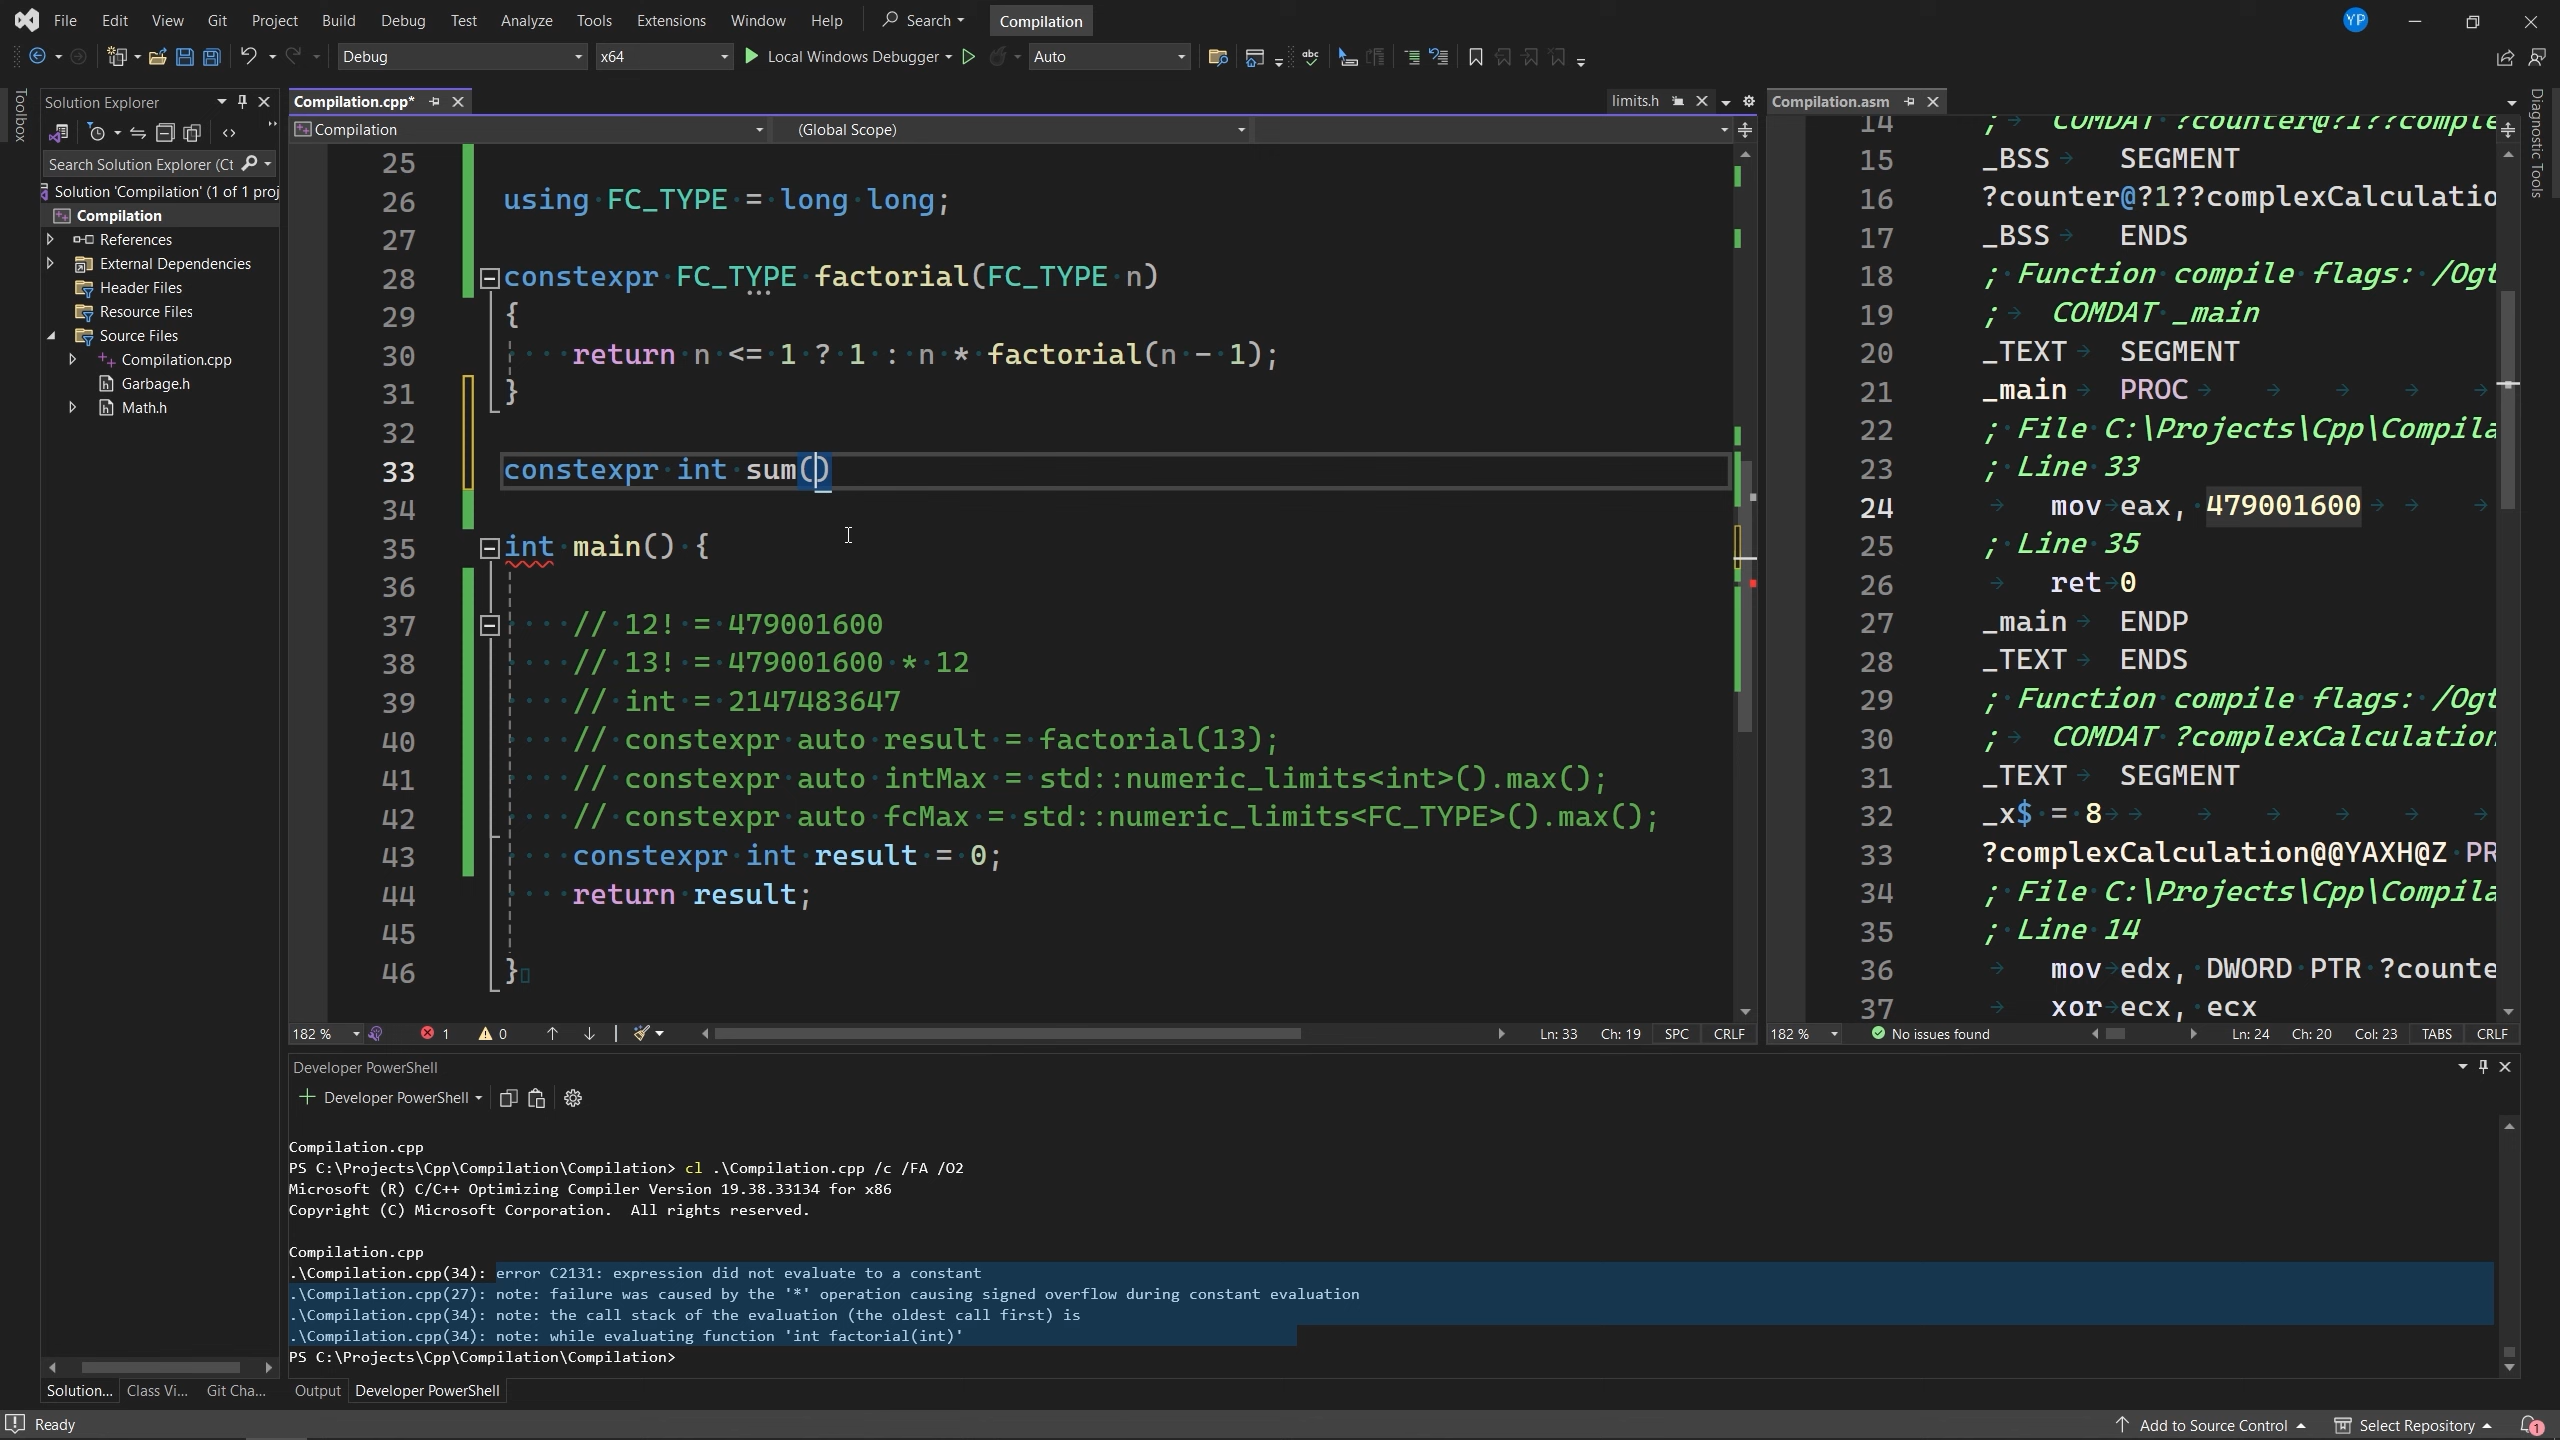 File Edit View Git Project Build Debug Test Analyze Tools Extensions Window Help Search Compilation YP
Debug x64 Local Windows Debugger Auto
Toolbox
Solution Explorer
Search Solution Explorer (Ct
Solution 'Compilation' (1 of 1 proj
Compilation
References
External Dependencies
Header Files
Resource Files
Source Files
Compilation.cpp
Garbage.h
Math.h
Solution... Class Vi... Git Cha...
Compilation.cpp* limits.h
Compilation (Global Scope)
25
26 using FC_TYPE = long long;
27
28 constexpr FC_TYPE factorial(FC_TYPE n)
29 {
30 return n <= 1 ? 1 : n * factorial(n - 1);
31 }
32
33 constexpr int sum()
34
35 int main() {
36
37 // 12! = 479001600
38 // 13! = 479001600 * 12
39 // int = 2147483647
40 // constexpr auto result = factorial(13);
41 // constexpr auto intMax = std::numeric_limits<int>().max();
42 // constexpr auto fcMax = std::numeric_limits<FC_TYPE>().max();
43 constexpr int result = 0;
44 return result;
45
46 }
182 % 1 0 Ln: 33 Ch: 19 SPC CRLF
Compilation.asm
14 ; COMDAT ?counter@?1??comple
15 _BSS SEGMENT
16 ?counter@?1??complexCalculatio
17 _BSS ENDS
18 ; Function compile flags: /Ogt
19 ; COMDAT _main
20 _TEXT SEGMENT
21 _main PROC
22 ; File C:\Projects\Cpp\Compila
23 ; Line 33
24 mov eax, 479001600
25 ; Line 35
26 ret 0
27 _main ENDP
28 _TEXT ENDS
29 ; Function compile flags: /Ogt
30 ; COMDAT ?complexCalculation
31 _TEXT SEGMENT
32 _x$ = 8
33 ?complexCalculation@@YAXH@Z PR
34 ; File C:\Projects\Cpp\Compila
35 ; Line 14
36 mov edx, DWORD PTR ?counte
37 xor ecx, ecx
182 % No issues found Ln: 24 Ch: 20 Col: 23 TABS CRLF
Diagnostic Tools
Developer PowerShell
Developer PowerShell
Compilation.cpp
PS C:\Projects\Cpp\Compilation\Compilation> cl .\Compilation.cpp /c /FA /O2
Microsoft (R) C/C++ Optimizing Compiler Version 19.38.33134 for x86
Copyright (C) Microsoft Corporation.  All rights reserved.
Compilation.cpp
.\Compilation.cpp(34): error C2131: expression did not evaluate to a constant
.\Compilation.cpp(27): note: failure was caused by the '*' operation causing signed overflow during constant evaluation
.\Compilation.cpp(34): note: the call stack of the evaluation (the oldest call first) is
.\Compilation.cpp(34): note: while evaluating function 'int factorial(int)'
PS C:\Projects\Cpp\Compilation\Compilation>
Output Developer PowerShell
Ready Add to Source Control Select Repository 1